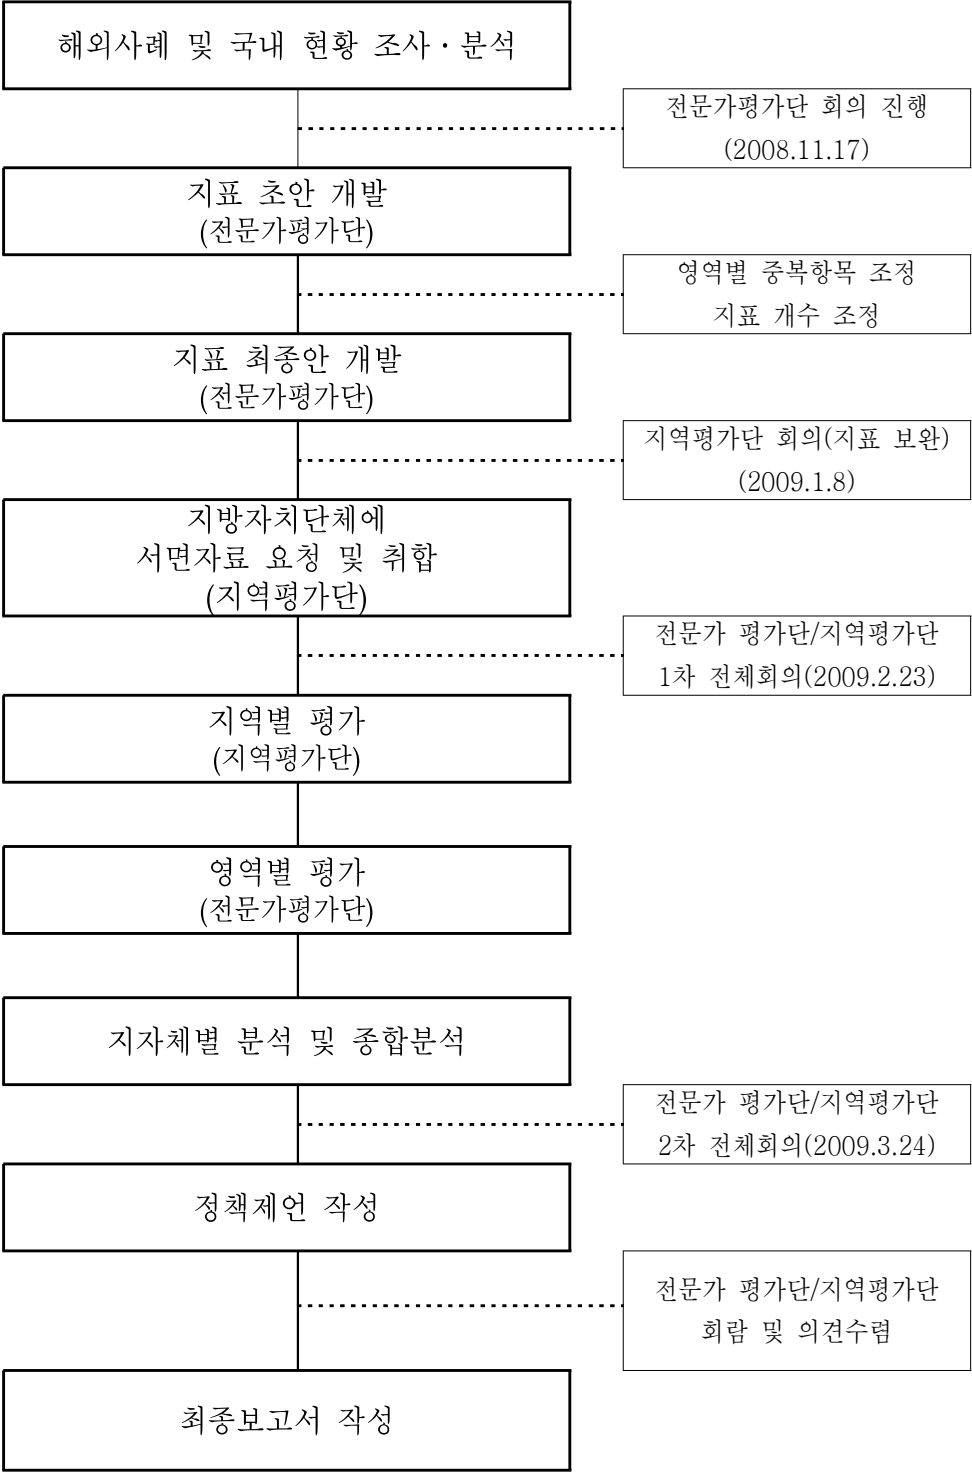 해외사례 및 국내 현황 조사・분석
전문가평가단 회의 진행
(2008.11.17)
지표 초안 개발
(전문가평가단)
영역별 중복항목 조정
지표 개수 조정
지표 최종안 개발
(전문가평가단)
지역평가단 회의(지표 보완)
(2009.1.8)
지방자치단체에
서면자료 요청 및 취합
(지역평가단)
전문가 평가단/지역평가단
1차 전체회의(2009.2.23)
지역별 평가
(지역평가단)
영역별 평가
(전문가평가단)
지자체별 분석 및 종합분석
전문가 평가단/지역평가단
2차 전체회의(2009.3.24)
정책제언 작성
전문가 평가단/지역평가단
회람 및 의견수렴
최종보고서 작성